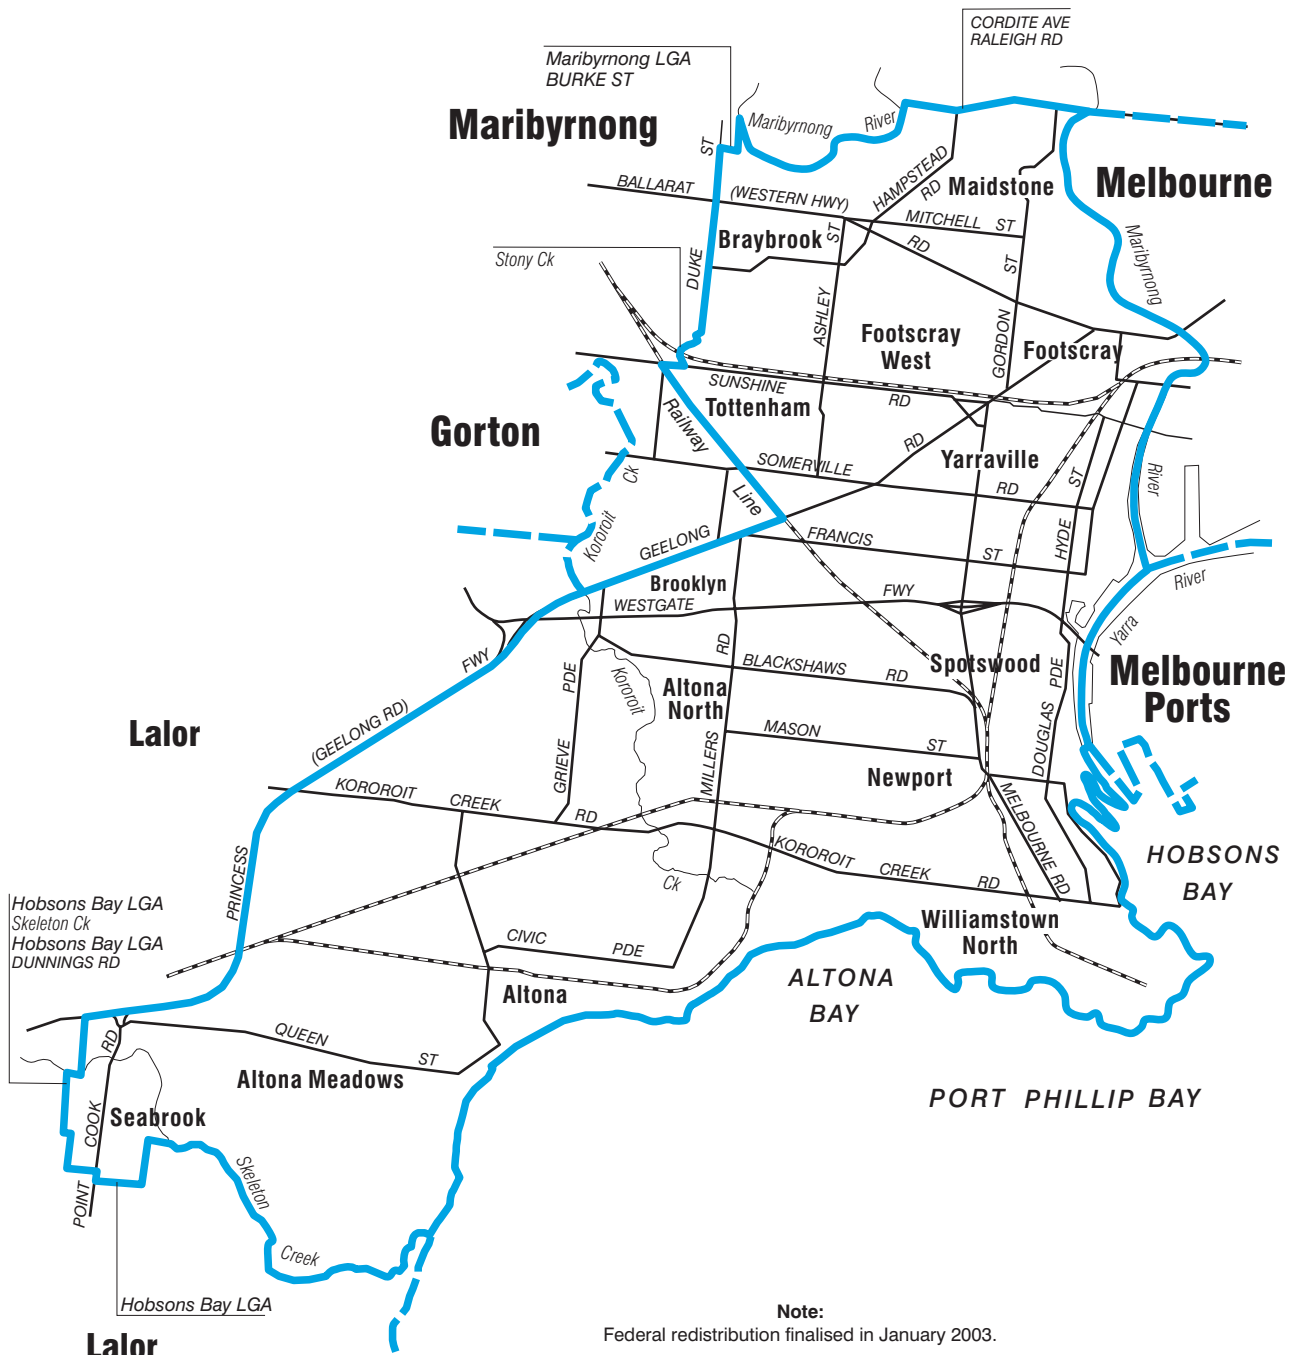 CORDITE AVE
RALEIGH RD
Maribyrnong LGA
BURKE ST
Maribyrnong
Maribyrnong
River
ST
Melbourne
BALLARAT
(WESTERN HWY)
HAMPSTEAD
RD
Maidstone
MITCHELL
ST
Braybrook
ST
RD
Stony Ck
DUKE
ST
Maribyrnong
ASHLEY
GORDON
Footscray
West
Footscray
SUNSHINE
RD
Tottenham
Railway
Gorton
RD
Yarraville
SOMERVILLE
RD
ST
River
Ck
Line
Kororoit
GEELONG
FRANCIS
ST
HYDE
Brooklyn
WESTGATE
FWY
River
Yarra
FWY
RD
BLACKSHAWS
RD
Spotswood
PDE
PDE
Kororoit
Altona
North
Melbourne
Ports
Lalor
(GEELONG RD)
MASON
ST
DOUGLAS
GRIEVE
MILLERS
Newport
KOROROIT
CREEK
RD
MELBOURNE RD
KOROROIT
CREEK
RD
HOBSONS
BAY
PRINCESS
Ck
Hobsons Bay LGA
Skeleton Ck
Hobsons Bay LGA
DUNNINGS RD
Williamstown
North
CIVIC
PDE
ALTONA
BAY
Altona
QUEEN
ST
RD
Altona Meadows
PORT PHILLIP BAY
COOK
Seabrook
Skeleton
POINT
Creek
Hobsons Bay LGA
Lalor
Note:
Federal redistribution finalised in January 2003.